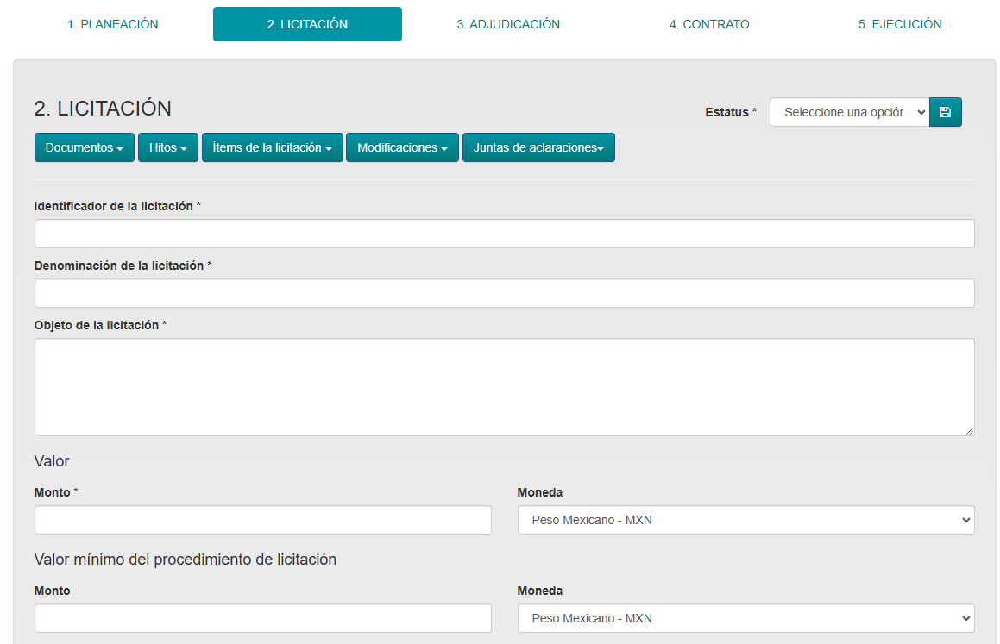 1. PLANEACIÓN 2. LICITACIÓN 3. ADJUDICACIÓN 4. CONTRATO 5. EJECUCIÓN
2. LICITACIÓN
Estatus * Seleccione una opción
Documentos Hitos Ítems de la licitación Modificaciones Juntas de aclaraciones
Identificador de la licitación *
Denominación de la licitación *
Objeto de la licitación *
Valor
Monto * Moneda
Peso Mexicano - MXN
Valor mínimo del procedimiento de licitación
Monto Moneda
Peso Mexicano - MXN